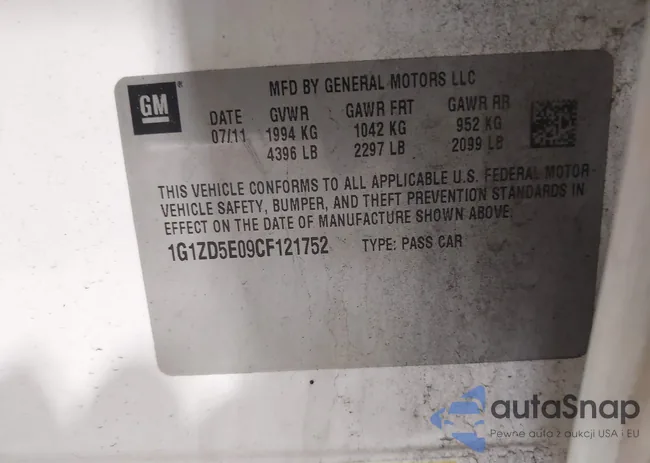 GM
MFD BY GENERAL MOTORS LLC
DATE GVWR GAWR FRT GAWR RR
07/11 1994 KG 1042 KG 952 KG
4396 LB 2297 LB 2099 LB
THIS VEHICLE CONFORMS TO ALL APPLICABLE U.S. FEDERAL MOTOR-
VEHICLE SAFETY, BUMPER, AND THEFT PREVENTION STANDARDS IN
EFFECT ON THE DATE OF MANUFACTURE SHOWN ABOVE.
1G1ZD5E09CF121752 TYPE: PASS CAR
autaSnap
Pewne auto z aukcji USA i EU